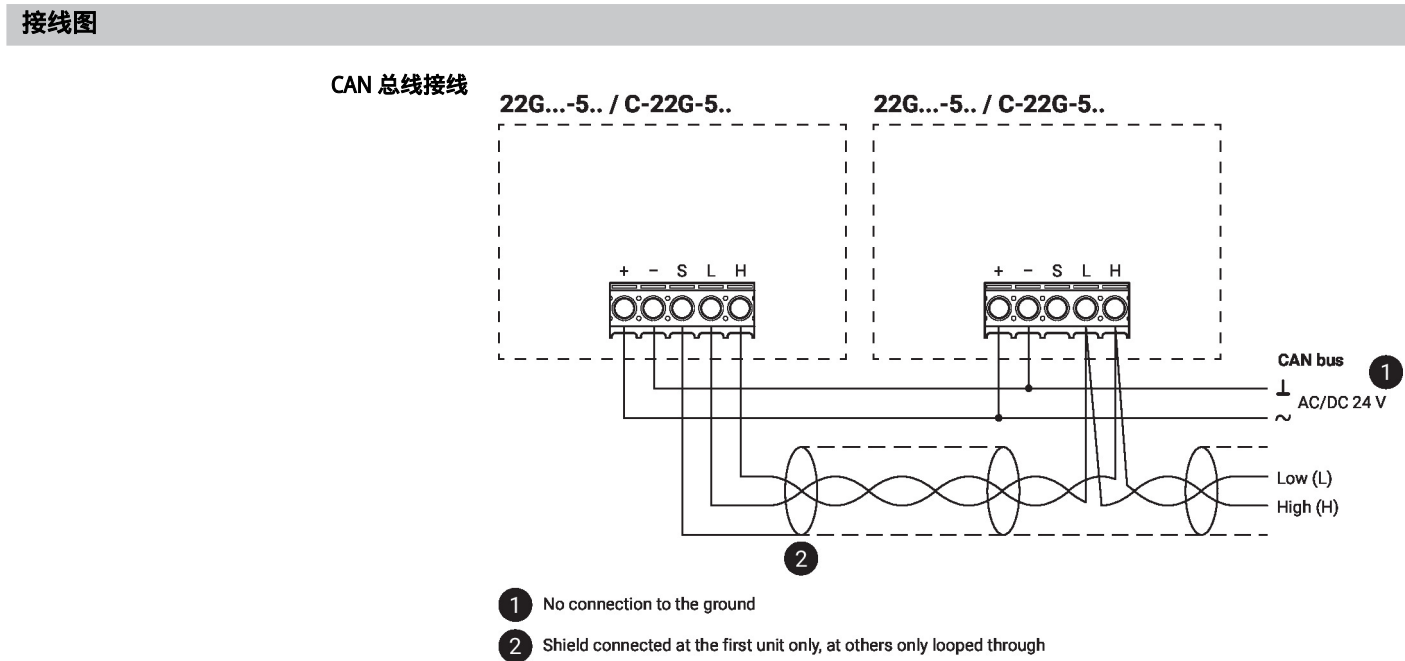 接线图
CAN 总线接线
22G...-5.. / C-22G-5..
22G...-5.. / C-22G-5..
+ – S L H
+ – S L H
CAN bus
1
⊥
AC/DC 24 V
~
Low (L)
High (H)
2
1 No connection to the ground
2 Shield connected at the first unit only, at others only looped through